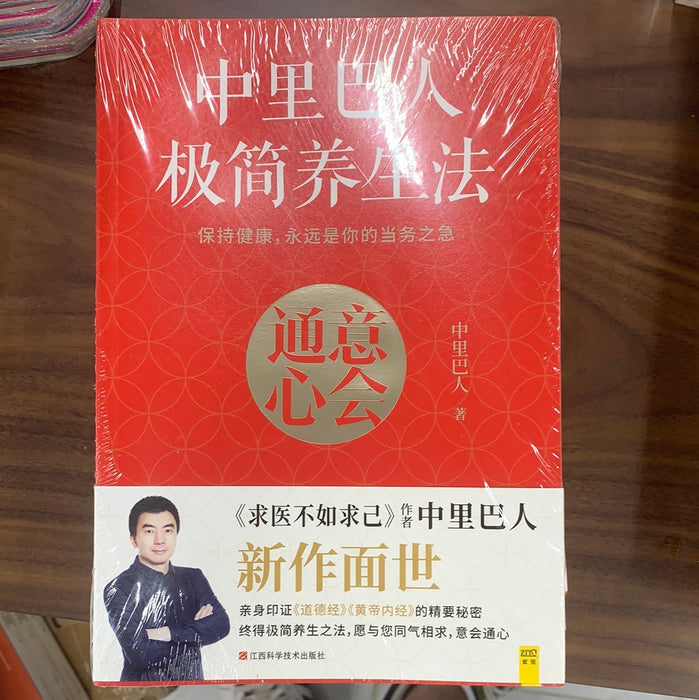 中里巴人
极简养生法
保持健康，永远是你的当务之急
意会
通心
中里巴人 著
《求医不如求己》作者 中里巴人
新作面世
亲身印证《道德经》《黄帝内经》的精要秘密
终得极简养生之法，愿与您同气相求，意会通心
江西科学技术出版社
紫图